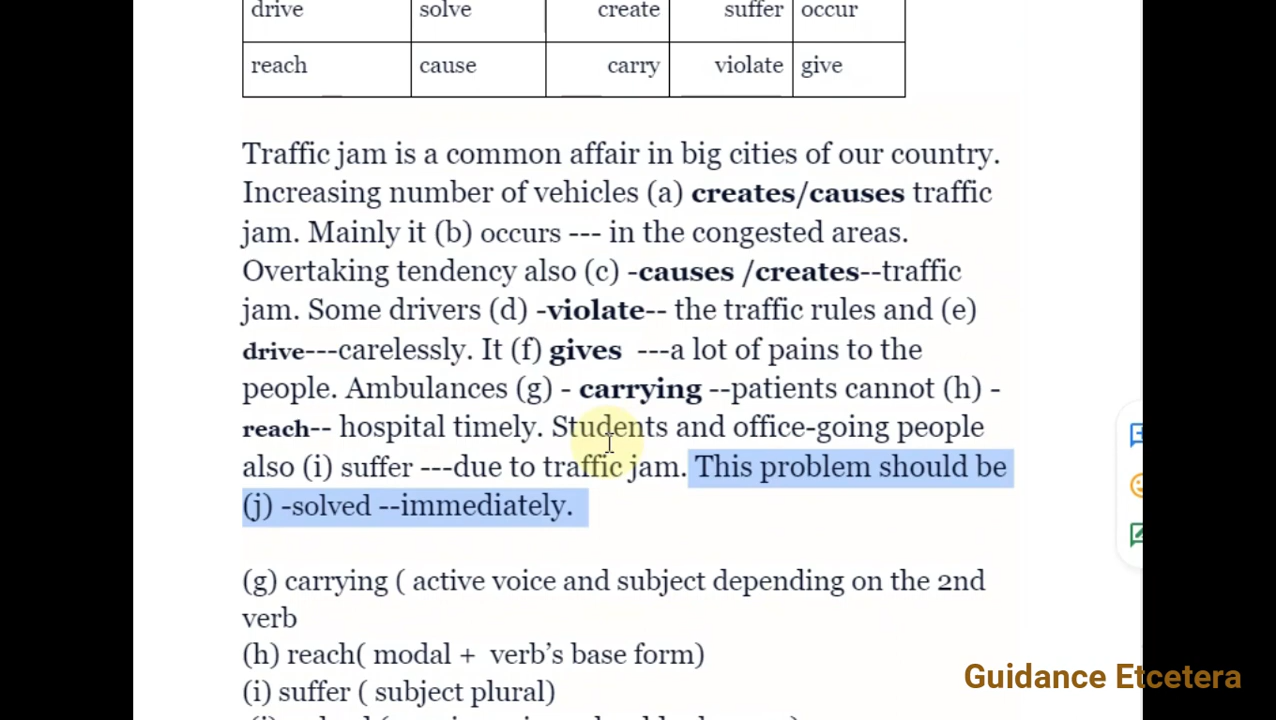 drive solve create suffer occur
reach cause carry violate give
Traffic jam is a common affair in big cities of our country.
Increasing number of vehicles (a) creates/causes traffic
jam. Mainly it (b) occurs --- in the congested areas.
Overtaking tendency also (c) -causes /creates--traffic
jam. Some drivers (d) -violate-- the traffic rules and (e)
drive---carelessly. It (f) gives ---a lot of pains to the
people. Ambulances (g) - carrying --patients cannot (h) -
reach-- hospital timely. Students and office-going people
also (i) suffer ---due to traffic jam. This problem should be
(j) -solved --immediately.
(g) carrying ( active voice and subject depending on the 2nd
verb
(h) reach( modal + verb’s base form)
(i) suffer ( subject plural)
Guidance Etcetera